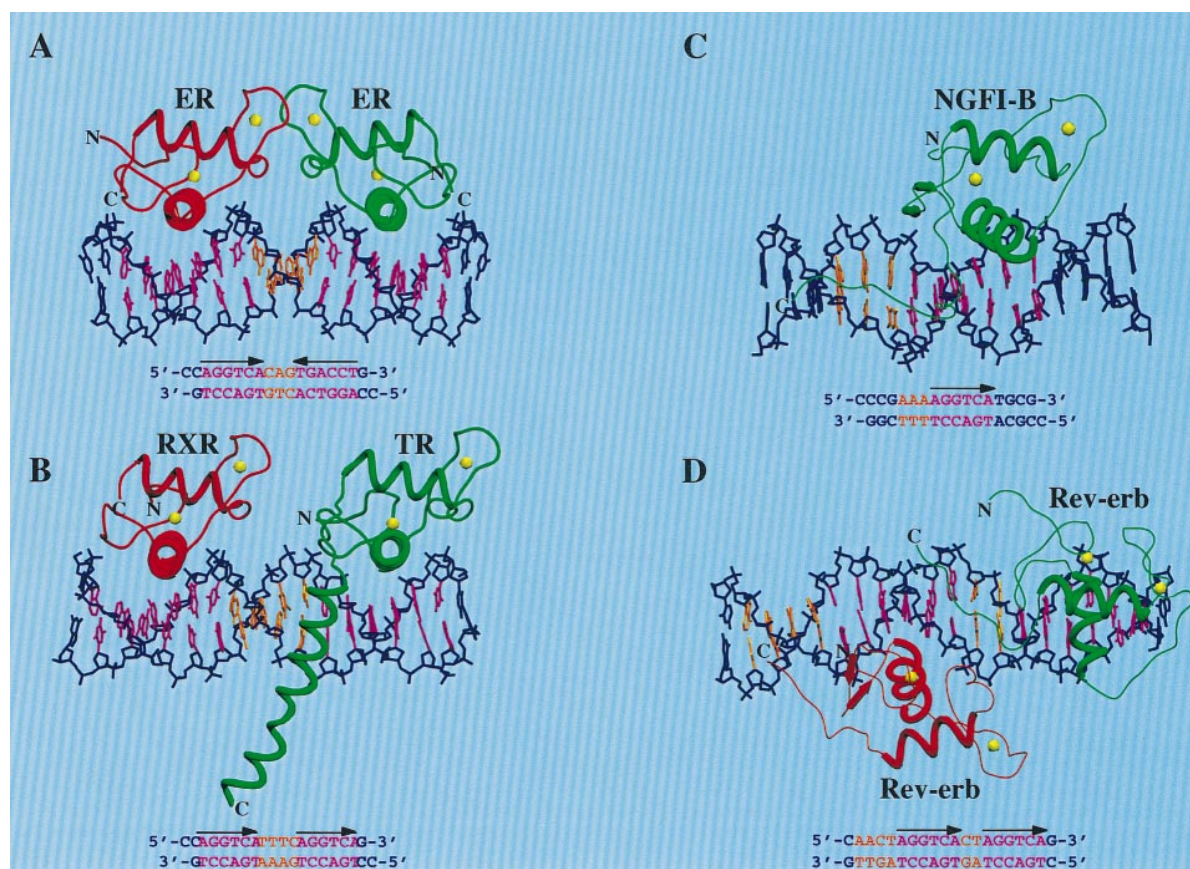 A
ER ER
N
N
C
C
5′-CCAGGTCACAGTGACCTG-3′
3′-GTCCAGTGTCACTGGACC-5′
B
RXR TR
C
N
N
C
5′-CCAGGTCATTTCAGGTCAG-3′
3′-GTCCAGTAAAGTCCAGTCC-5′
C
NGFI-B
N
C
5′-CCCGAAAAGGTCATGCG-3′
3′-GGCTTTTCCAGTACGCC-5′
D
Rev-erb
N
C
C
N
Rev-erb
5′-CAACTAGGTCACTAGGTCAG-3′
3′-GTTGATCCAGTGATCCAGTC-5′